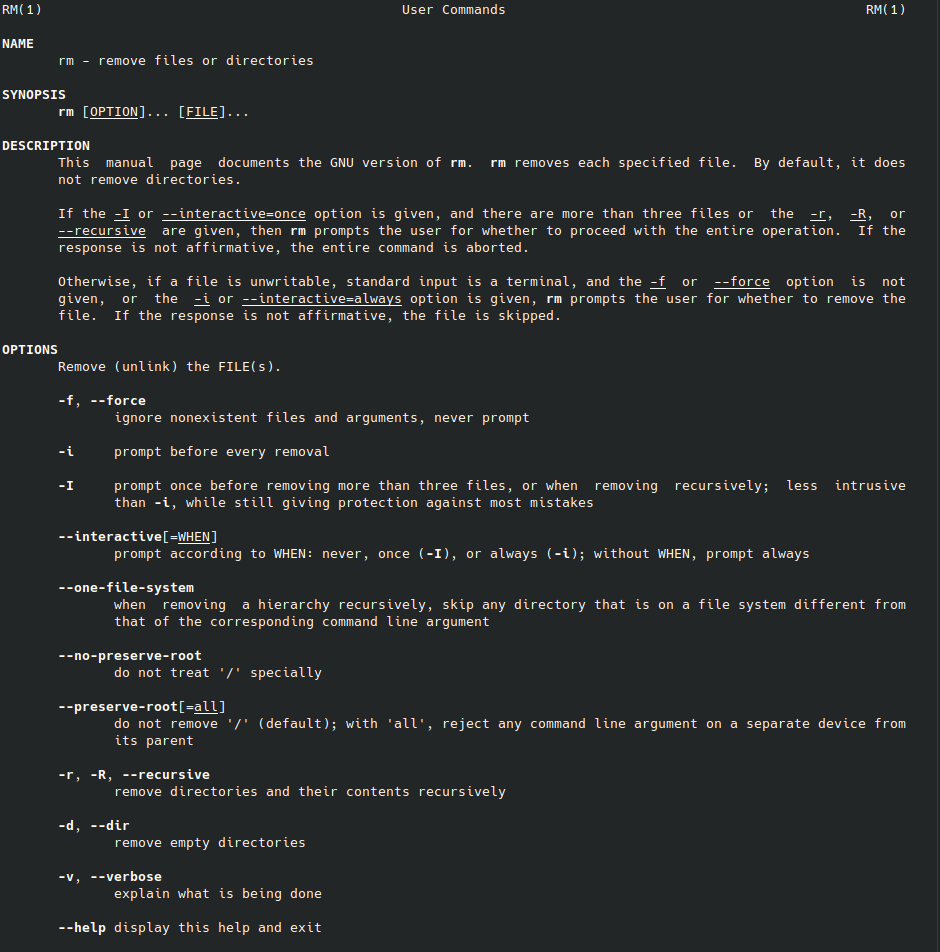 RM(1) User Commands RM(1)
NAME
rm - remove files or directories
SYNOPSIS
rm [OPTION]... [FILE]...
DESCRIPTION
This manual page documents the GNU version of rm. rm removes each specified file. By default, it does
not remove directories.
If the -I or --interactive=once option is given, and there are more than three files or the -r, -R, or
--recursive are given, then rm prompts the user for whether to proceed with the entire operation. If the
response is not affirmative, the entire command is aborted.
Otherwise, if a file is unwritable, standard input is a terminal, and the -f or --force option is not
given, or the -i or --interactive=always option is given, rm prompts the user for whether to remove the
file. If the response is not affirmative, the file is skipped.
OPTIONS
Remove (unlink) the FILE(s).
-f, --force
ignore nonexistent files and arguments, never prompt
-i prompt before every removal
-I prompt once before removing more than three files, or when removing recursively; less intrusive
than -i, while still giving protection against most mistakes
--interactive[=WHEN]
prompt according to WHEN: never, once (-I), or always (-i); without WHEN, prompt always
--one-file-system
when removing a hierarchy recursively, skip any directory that is on a file system different from
that of the corresponding command line argument
--no-preserve-root
do not treat '/' specially
--preserve-root[=all]
do not remove '/' (default); with 'all', reject any command line argument on a separate device from
its parent
-r, -R, --recursive
remove directories and their contents recursively
-d, --dir
remove empty directories
-v, --verbose
explain what is being done
--help display this help and exit